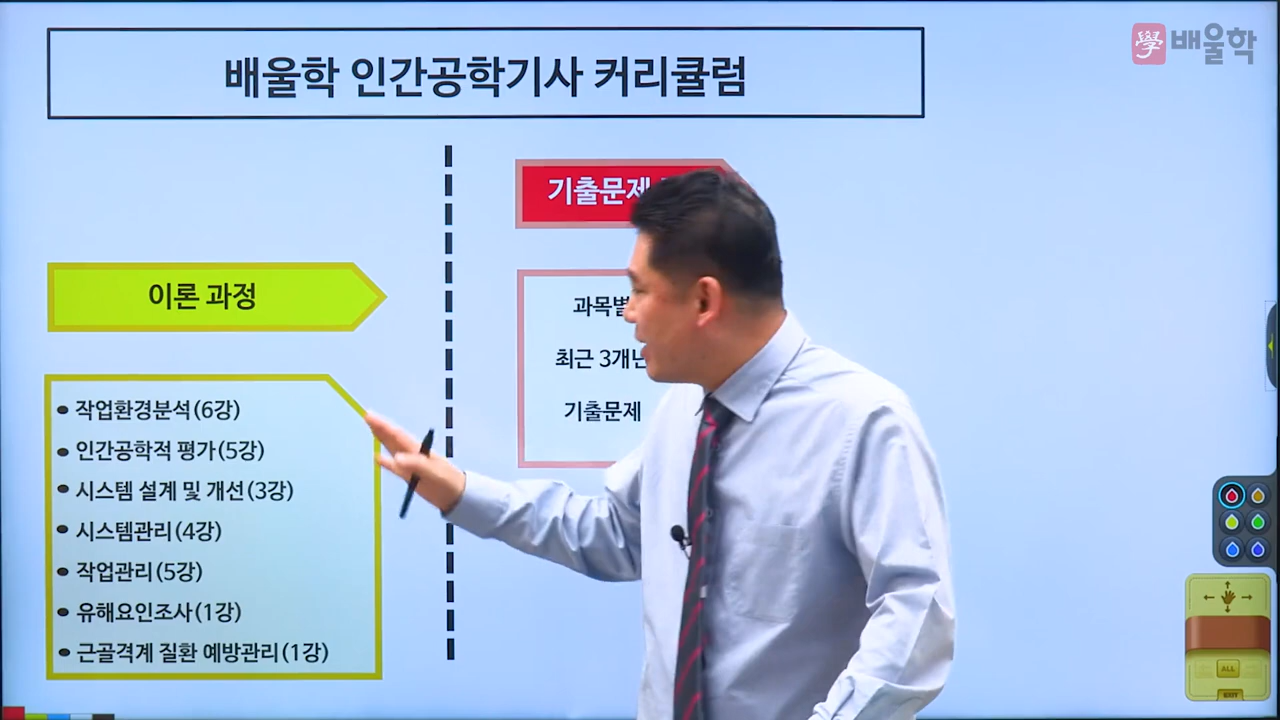 배울학 인간공학기사 커리큘럼
學 배울학
이론 과정
작업환경분석(6강)
인간공학적 평가(5강)
시스템 설계 및 개선(3강)
시스템관리(4강)
작업관리(5강)
유해요인조사(1강)
근골격계 질환 예방관리(1강)
기출문제
과목별
최근 3개년
기출문제
ALL
EXIT